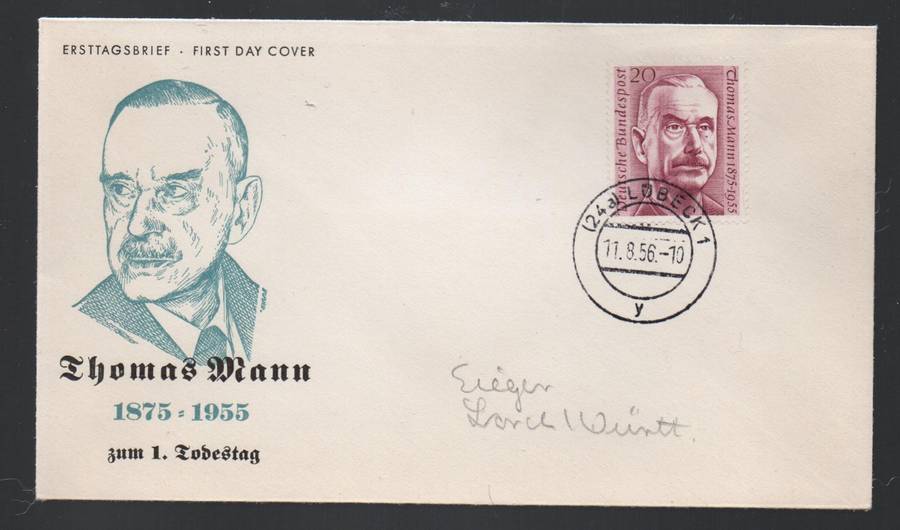 ERSTTAGSBRIEF · FIRST DAY COVER
20
Deutsche Bundespost
Thomas Mann 1875-1955
(24a) LÜBECK 1
11.8.56.-10
y
Thomas Mann
1875-1955
zum 1. Todestag
Sieger
Lorch/Württ.